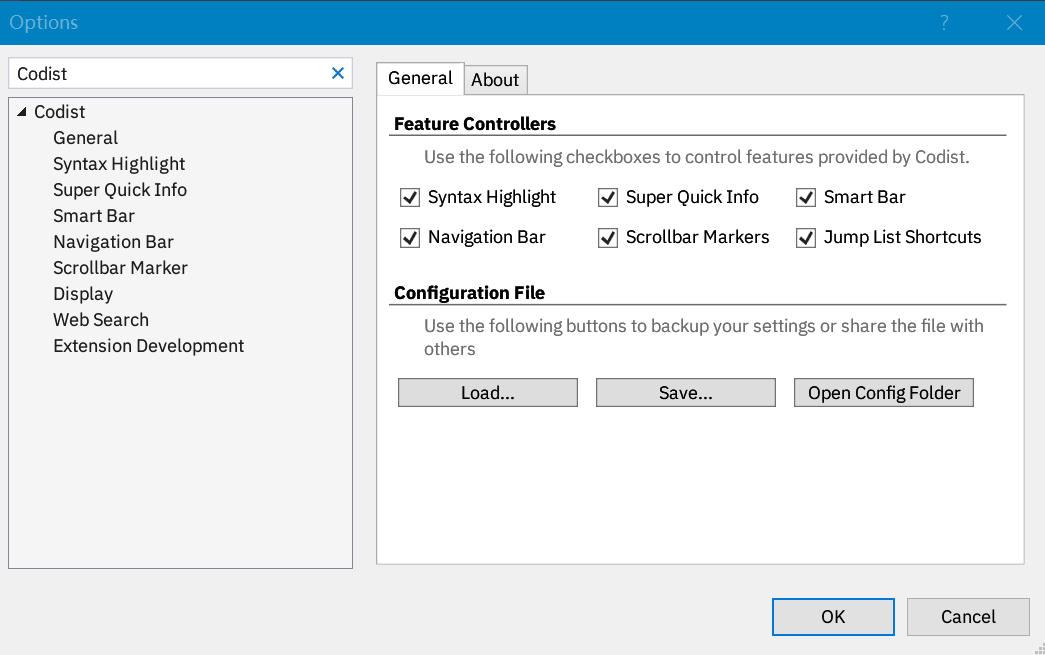 Options
?
Codist
Codist
General
Syntax Highlight
Super Quick Info
Smart Bar
Navigation Bar
Scrollbar Marker
Display
Web Search
Extension Development
General About
Feature Controllers
Use the following checkboxes to control features provided by Codist.
Syntax Highlight Super Quick Info Smart Bar
Navigation Bar Scrollbar Markers Jump List Shortcuts
Configuration File
Use the following buttons to backup your settings or share the file with
others
Load... Save... Open Config Folder
OK Cancel